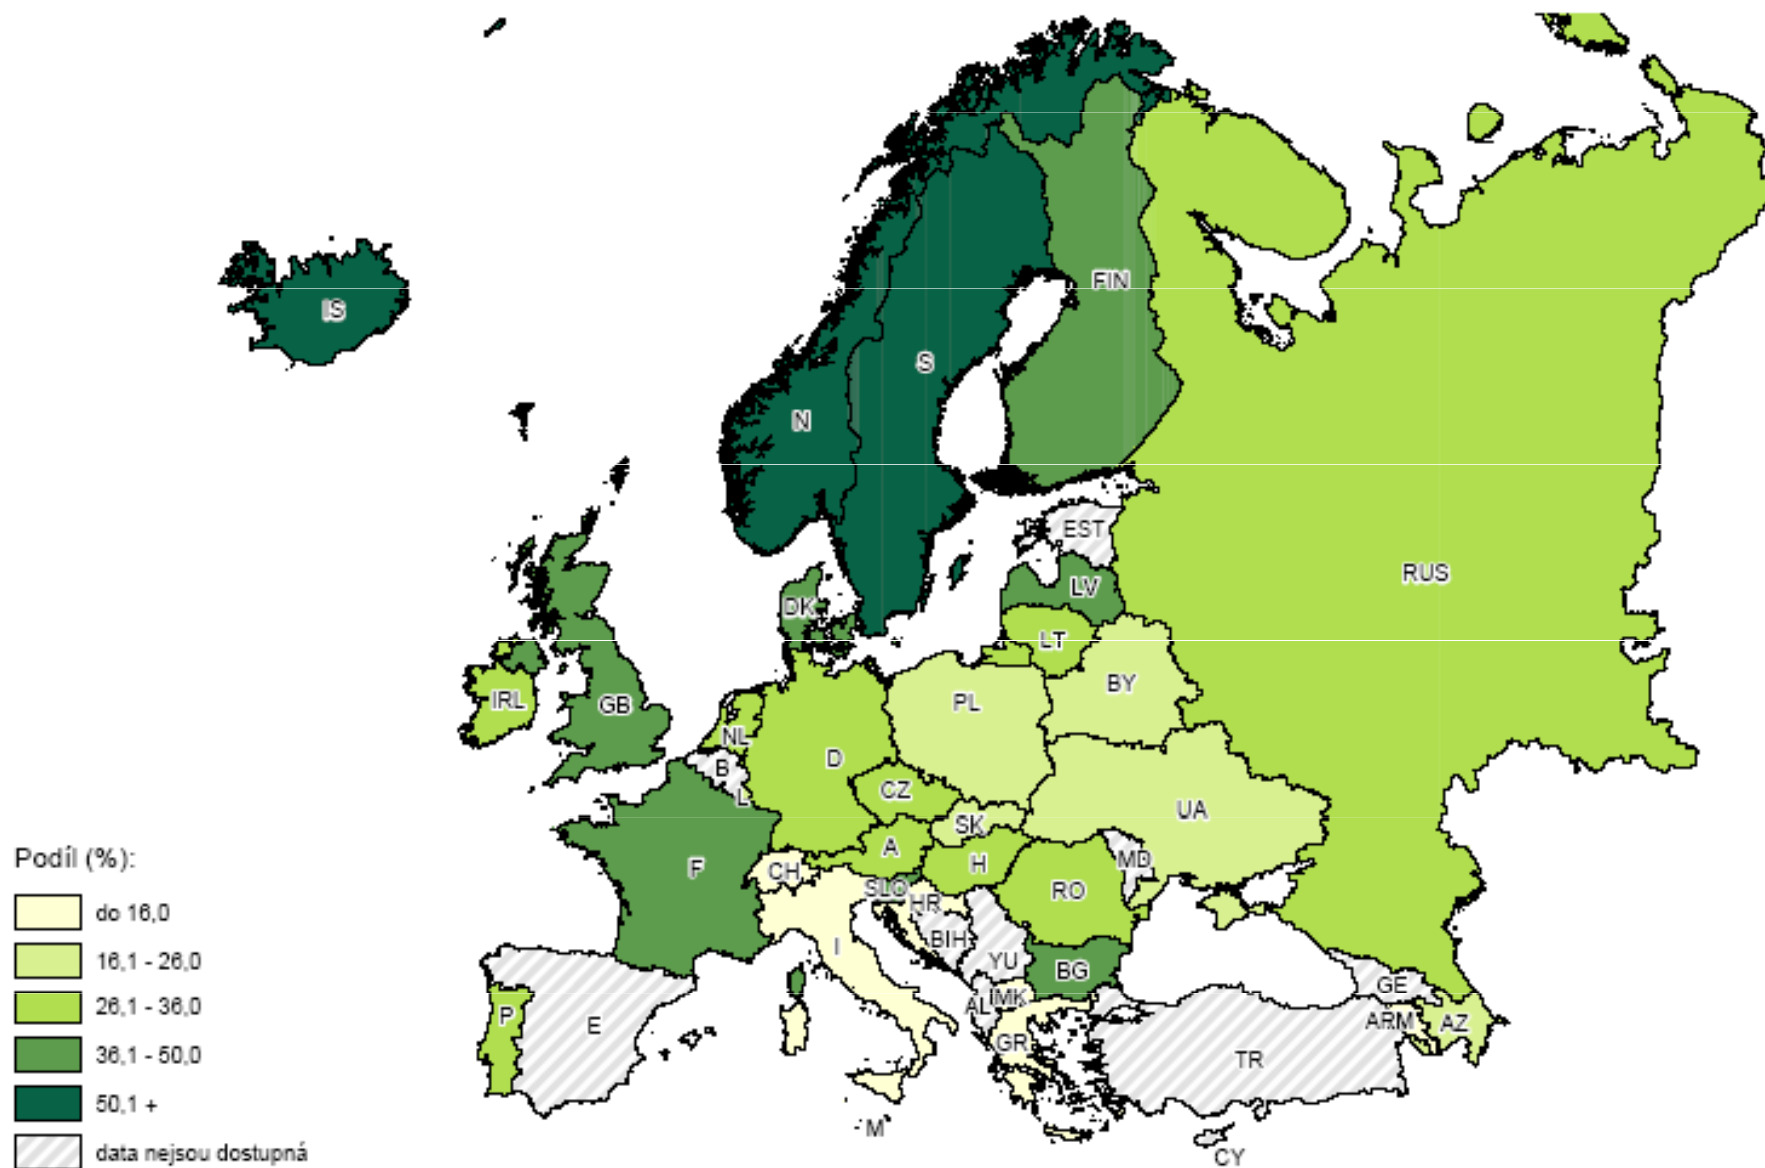 IS
FIN
S
N
EST
RUS
LV
DK
LT
BY
IRL
GB
PL
NL
D
B
L
CZ
UA
SK
A
H
MD
CH
F
SLO
RO
HR
BIH
I
YU
BG
GE
AL
MK
P
E
ARM
AZ
GR
TR
M
CY
Podíl (%):
do 16,0
16,1 - 26,0
26,1 - 36,0
36,1 - 50,0
50,1 +
data nejsou dostupná